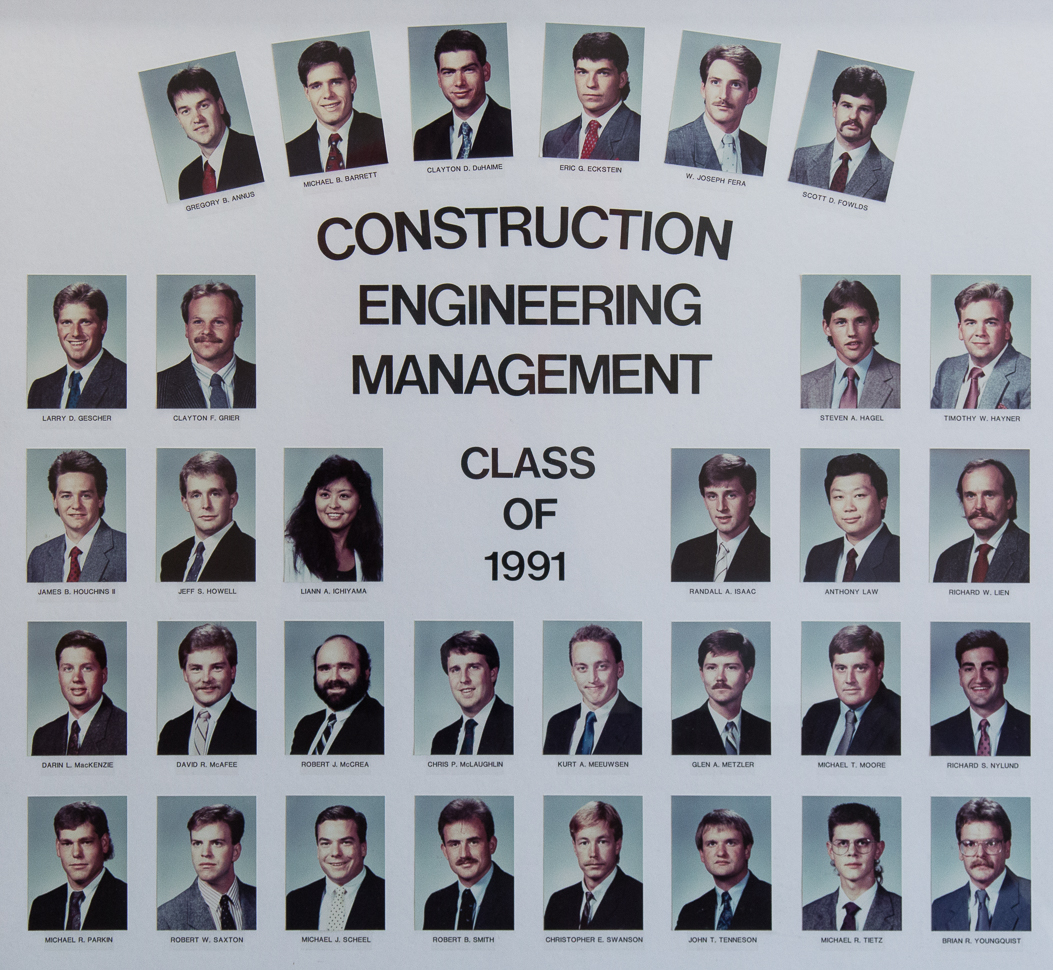 GREGORY B. ANNUS
MICHAEL B. BARRETT
CLAYTON D. DuHAIME
ERIC G. ECKSTEIN
W. JOSEPH FERA
SCOTT D. FOWLDS
CONSTRUCTION
ENGINEERING
MANAGEMENT
LARRY D. GESCHER
CLAYTON F. GRIER
STEVEN A. HAGEL
TIMOTHY W. HAYNER
CLASS
OF
1991
JAMES B. HOUCHINS II
JEFF S. HOWELL
LIANN A. ICHIYAMA
RANDALL A. ISAAC
ANTHONY LAW
RICHARD W. LIEN
DARIN L. MacKENZIE
DAVID R. McAFEE
ROBERT J. McCREA
CHRIS P. McLAUGHLIN
KURT A. MEEUWSEN
GLEN A. METZLER
MICHAEL T. MOORE
RICHARD S. NYLUND
MICHAEL R. PARKIN
ROBERT W. SAXTON
MICHAEL J. SCHEEL
ROBERT B. SMITH
CHRISTOPHER E. SWANSON
JOHN T. TENNESON
MICHAEL R. TIETZ
BRIAN R. YOUNGQUIST